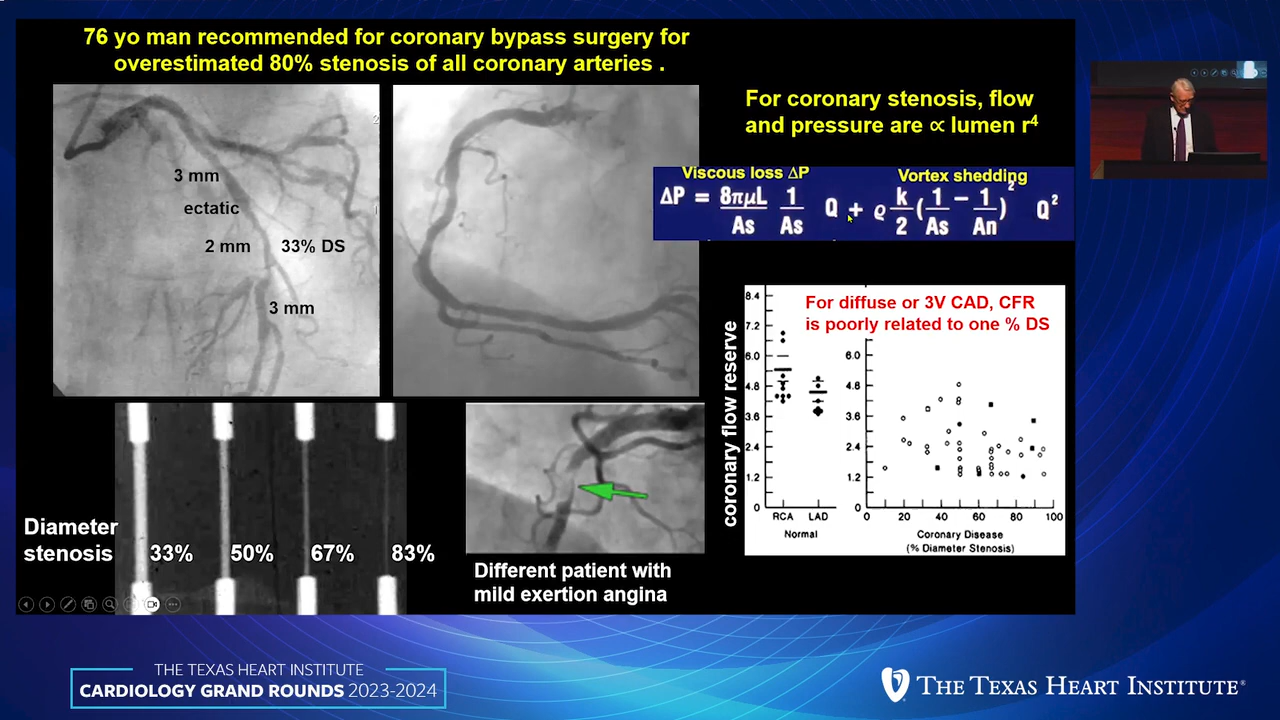 76 yo man recommended for coronary bypass surgery for
overestimated 80% stenosis of all coronary arteries .
3 mm
ectatic
2 mm
33% DS
3 mm
For coronary stenosis, flow
and pressure are ∝ lumen r⁴
Viscous loss ΔP
Vortex shedding
ΔP = 8πμL/As 1/As Q + ϱ k/2 (1/As − 1/An)² Q²
For diffuse or 3V CAD, CFR
is poorly related to one % DS
coronary flow reserve
8.4
7.2
6.0
4.8
3.6
2.4
1.2
0
RCA LAD
Normal
6.0
4.8
3.6
2.4
1.2
0
0 20 40 60 80 100
Coronary Disease
(% Diameter Stenosis)
Diameter
stenosis
33% 50% 67% 83%
Different patient with
mild exertion angina
THE TEXAS HEART INSTITUTE
CARDIOLOGY GRAND ROUNDS 2023-2024
THE TEXAS HEART INSTITUTE®